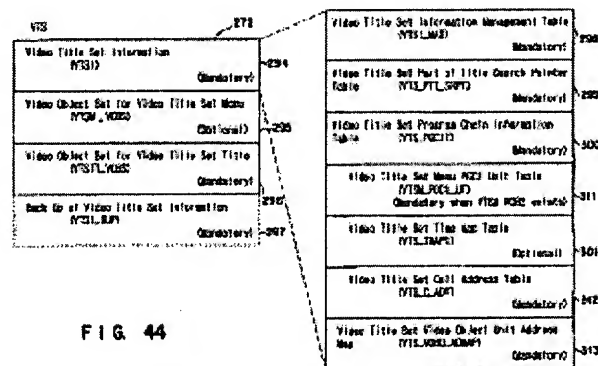 VTS
272
Video Title Set Information
(VTSI)
(Mandatory)
294
Video Object Set for Video Title Set Menu
(VTSM_VOBS)
(Optional)
295
Video Object Set for Video Title Set Title
(VTSTT_VOBS)
(Mandatory)
296
Back Up of Video Title Set Information
(VTSI_BUP)
(Mandatory)
297
FIG. 44
Video Title Set Information Management Table
(VTSI_MAT)
(Mandatory)
298
Video Title Set Part of Title Search Pointer
Table (VTS_PTT_SRPT)
(Mandatory)
299
Video Title Set Program Chain Information
Table (VTS_PGCIT)
(Mandatory)
300
Video Title Set Menu PGCI Unit Table
(VTSM_PGCI_UT)
(Mandatory when VTSM PGCI exists)
311
Video Title Set Time Map Table
(VTS_TMAPT)
(Optional)
301
Video Title Set Cell Address Table
(VTS_C_ADT)
(Mandatory)
312
Video Title Set Video Object Unit Address
Map (VTS_VOBU_ADMAP)
(Mandatory)
313